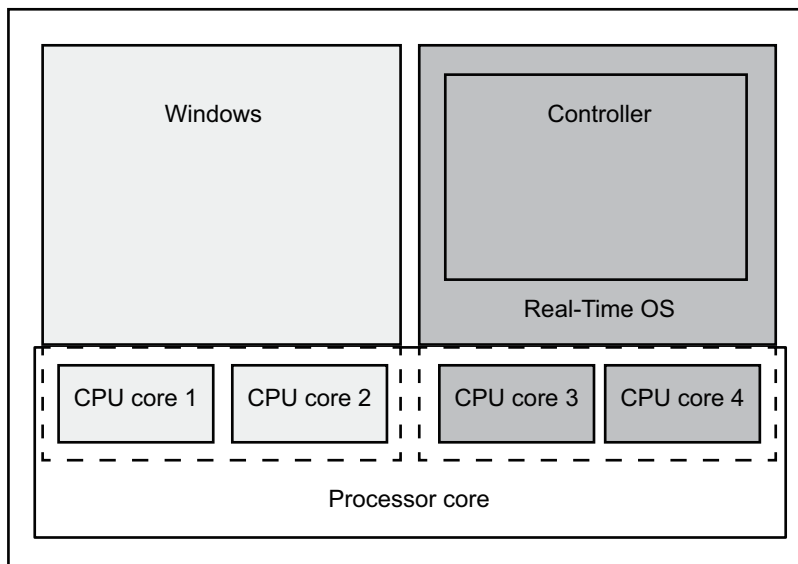 Windows
Controller
Real-Time OS
CPU core 1
CPU core 2
CPU core 3
CPU core 4
Processor core